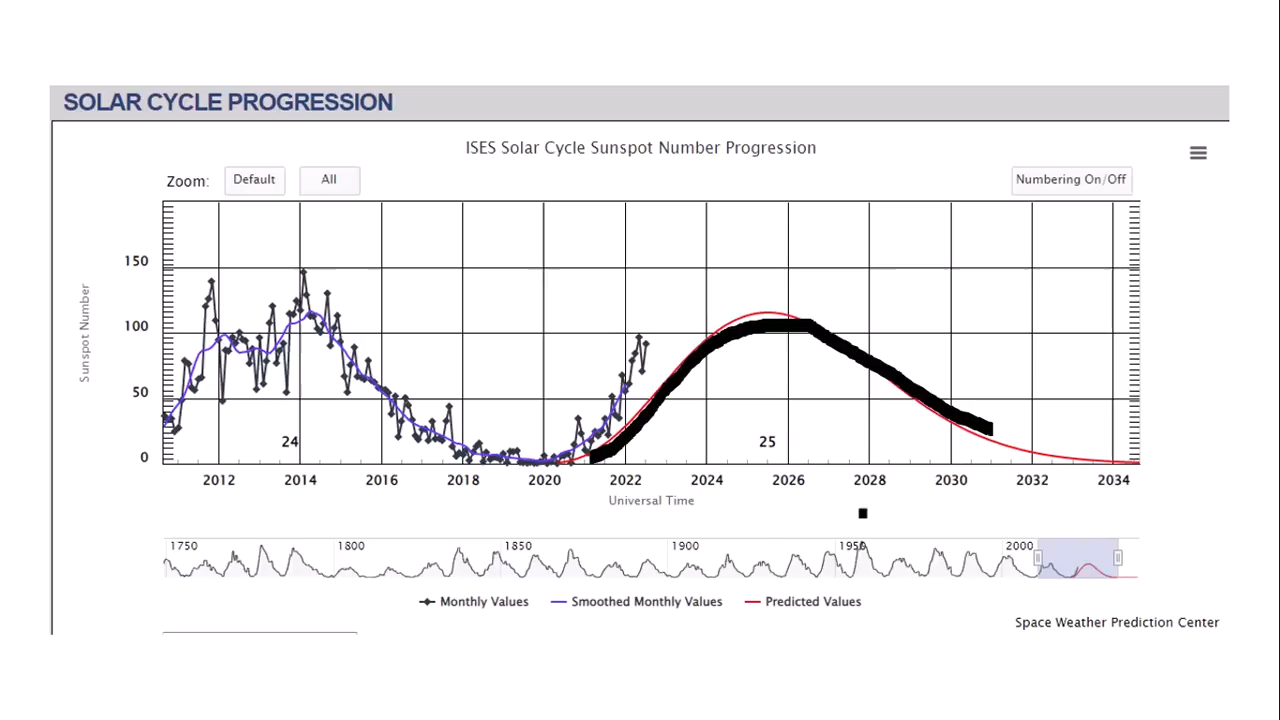 SOLAR CYCLE PROGRESSION
ISES Solar Cycle Sunspot Number Progression
Zoom: Default All Numbering On/Off
150
100
50
0
Sunspot Number
24 25
2012 2014 2016 2018 2020 2022 2024 2026 2028 2030 2032 2034
Universal Time
1750 1800 1850 1900 1950 2000
Monthly Values Smoothed Monthly Values Predicted Values
Space Weather Prediction Center